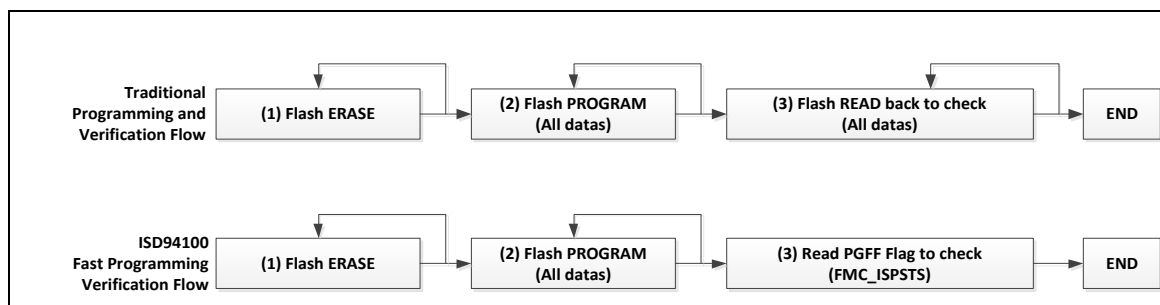 Traditional
Programming and
Verification Flow
(1) Flash ERASE
(2) Flash PROGRAM
(All datas)
(3) Flash READ back to check
(All datas)
END
ISD94100
Fast Programming
Verification Flow
(1) Flash ERASE
(2) Flash PROGRAM
(All datas)
(3) Read PGFF Flag to check
(FMC_ISPSTS)
END